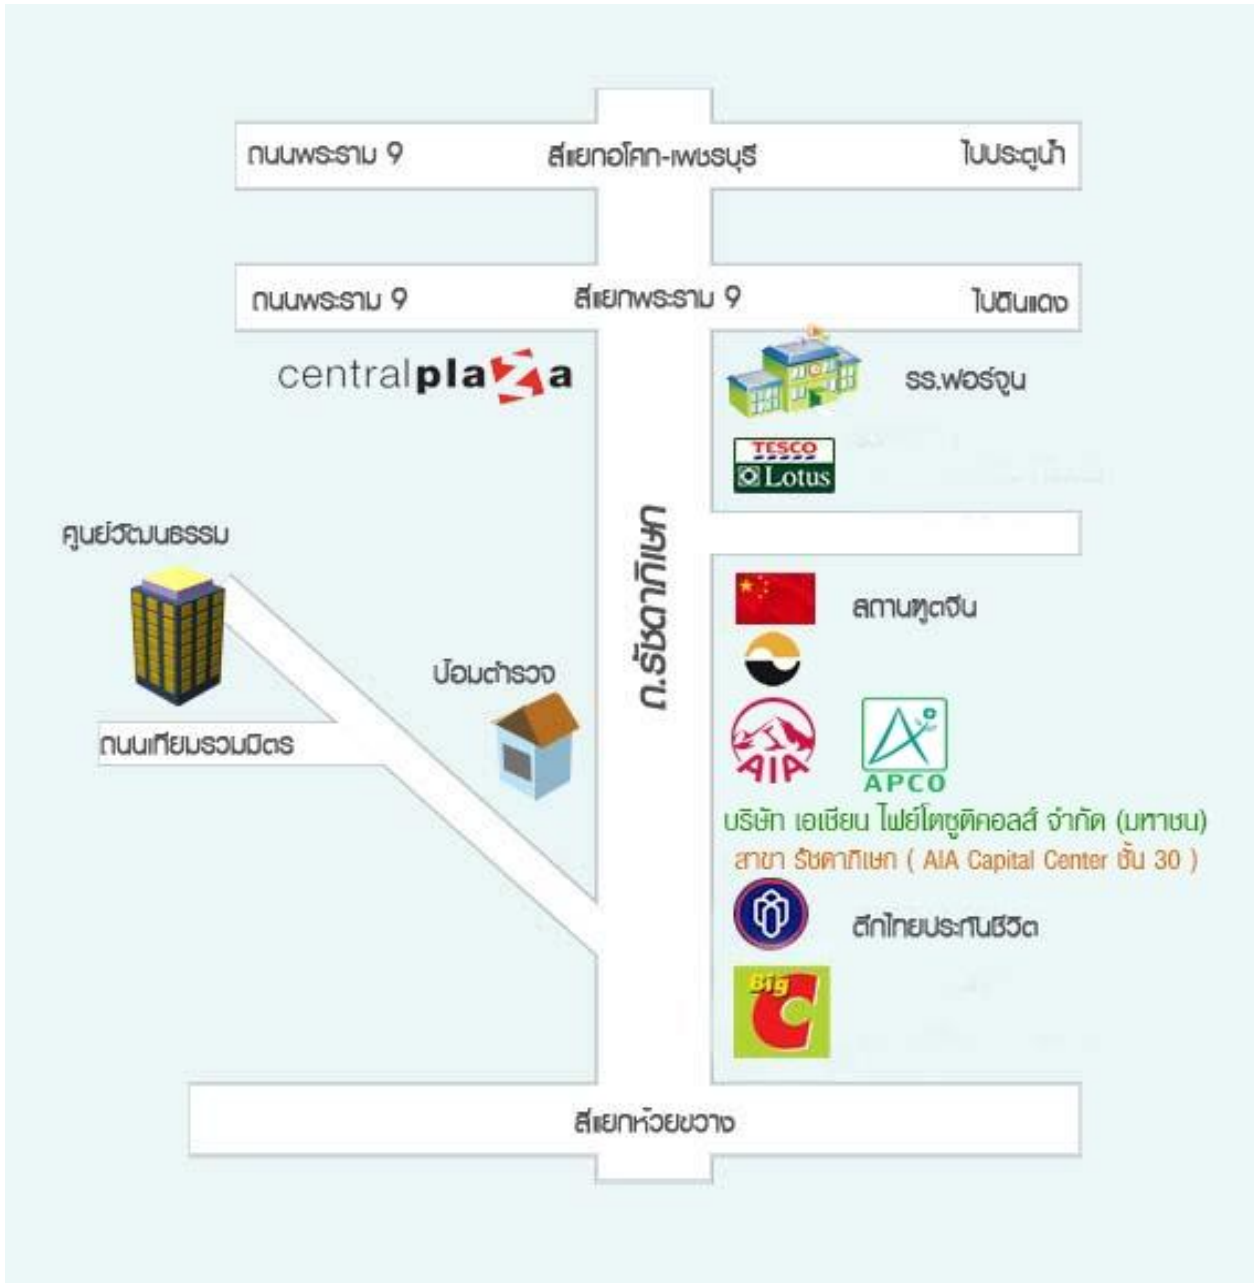 ถนนพระราม 9 สี่แยกอโศก-เพชรบุรี ไปประตูน้ำ
ถนนพระราม 9 สี่แยกพระราม 9 ไปดินแดง
centralplaza
รร.ฟอร์จูน
TESCO
Lotus
ถ.รัชดาภิเษก
ศูนย์วัฒนธรรม
สถานฑูตจีน
ป้อมตำรวจ
ถนนเทียมรวมมิตร
AIA
APCO
บริษัท เอเชียน ไฟย์โตซูติคอลส์ จำกัด (มหาชน)
สาขา รัชดาภิเษก ( AIA Capital Center ชั้น 30 )
ตึกไทยประกันชีวิต
Big
C
สี่แยกห้วยขวาง